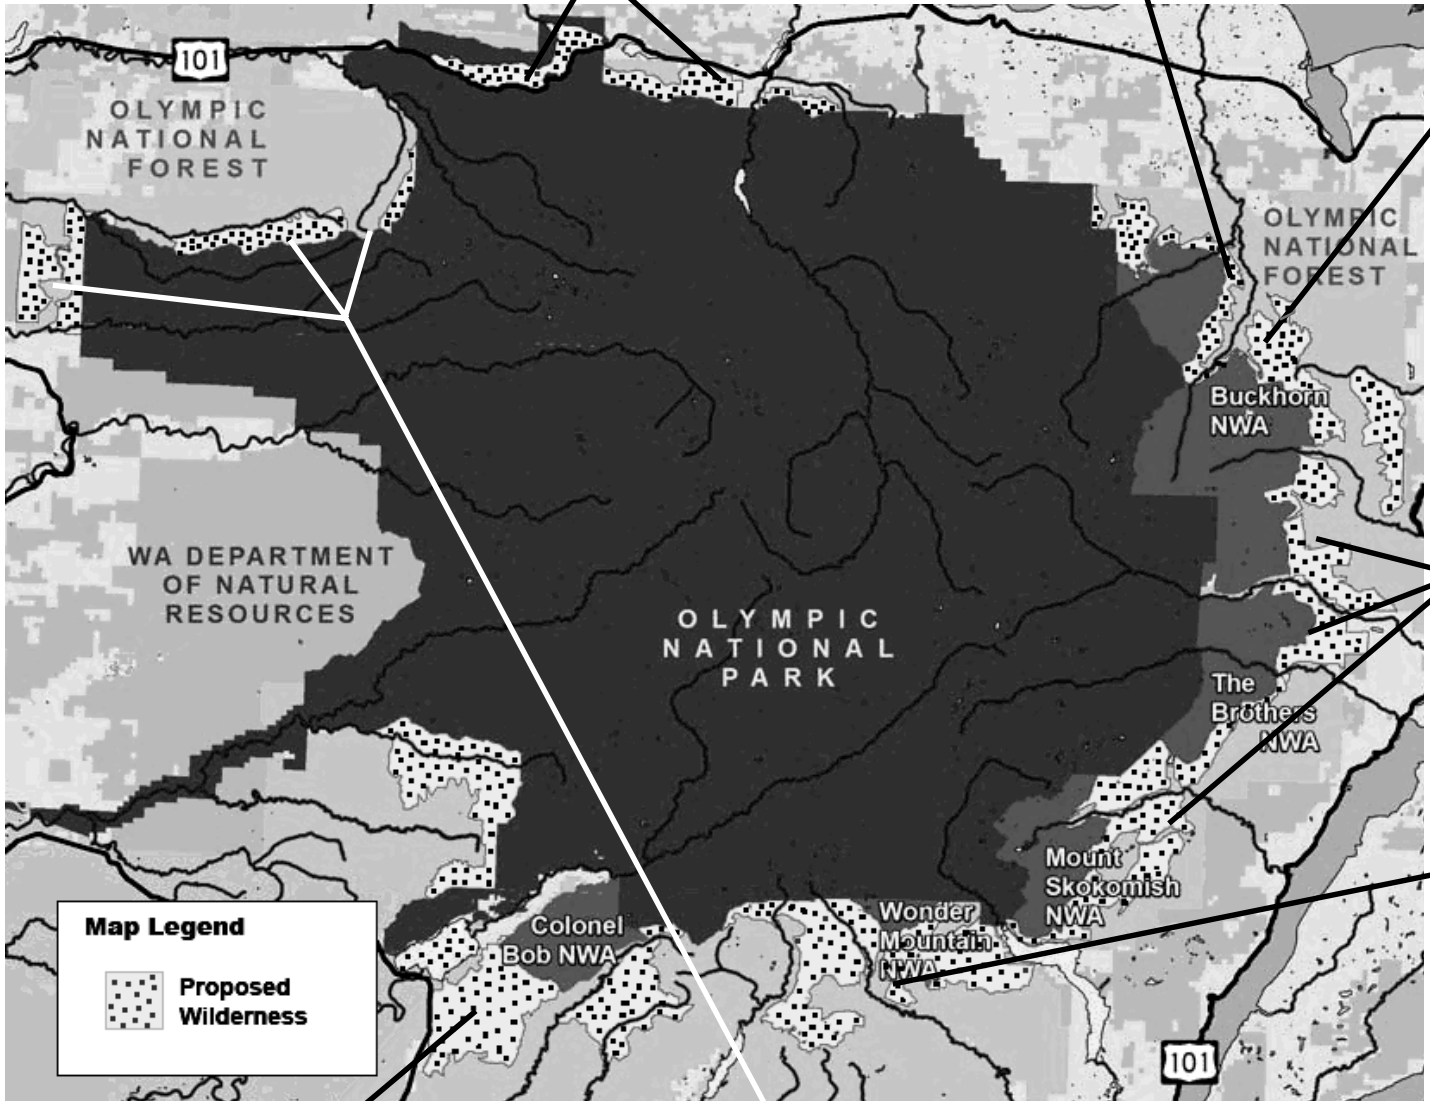 101
OLYMPIC
NATIONAL
FOREST
OLYMPIC
NATIONAL
FOREST
Buckhorn
NWA
WA DEPARTMENT
OF NATURAL
RESOURCES
OLYMPIC
NATIONAL
PARK
The
Brothers
NWA
Mount
Skokomish
NWA
Wonder
Mountain
NWA
Colonel
Bob NWA
Map Legend
Proposed
Wilderness
101